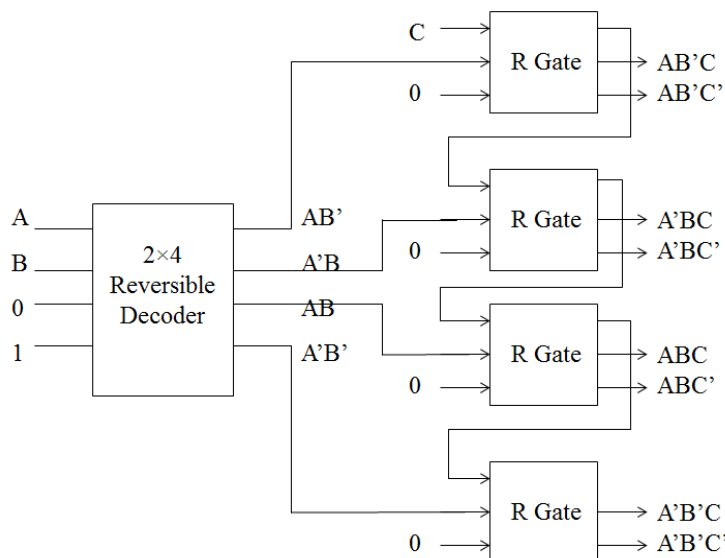 C
R Gate
AB’C
0
AB’C’
A
AB’
B
2×4
Reversible
Decoder
A’B
R Gate
A’BC
0
A’BC’
0
AB
1
A’B’
R Gate
ABC
0
ABC’
R Gate
A’B’C
0
A’B’C’